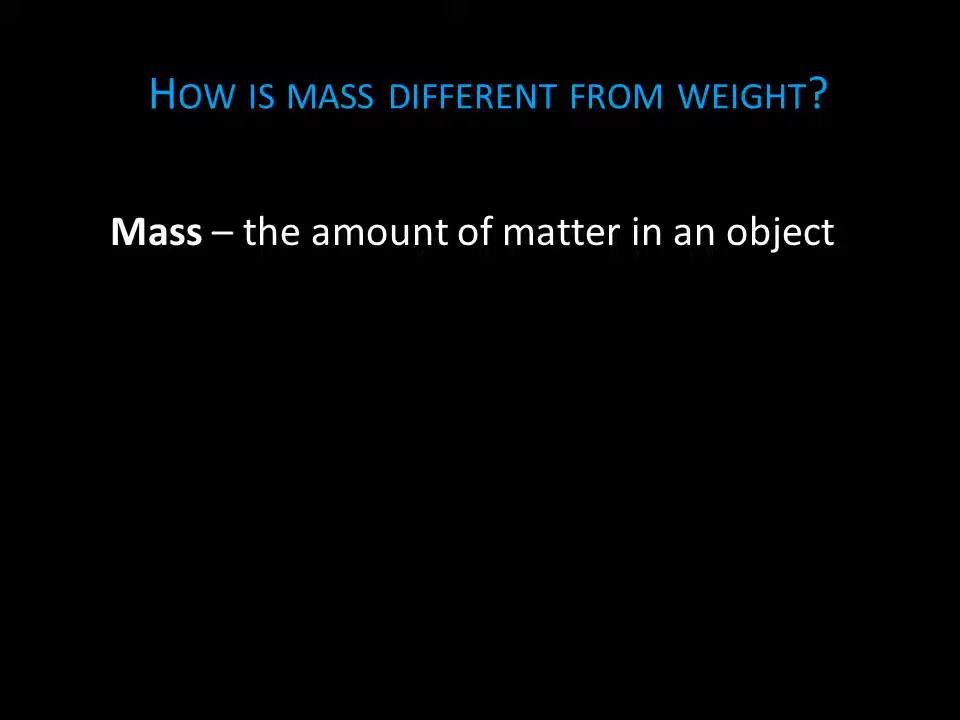 How is mass different from weight?
Mass – the amount of matter in an object